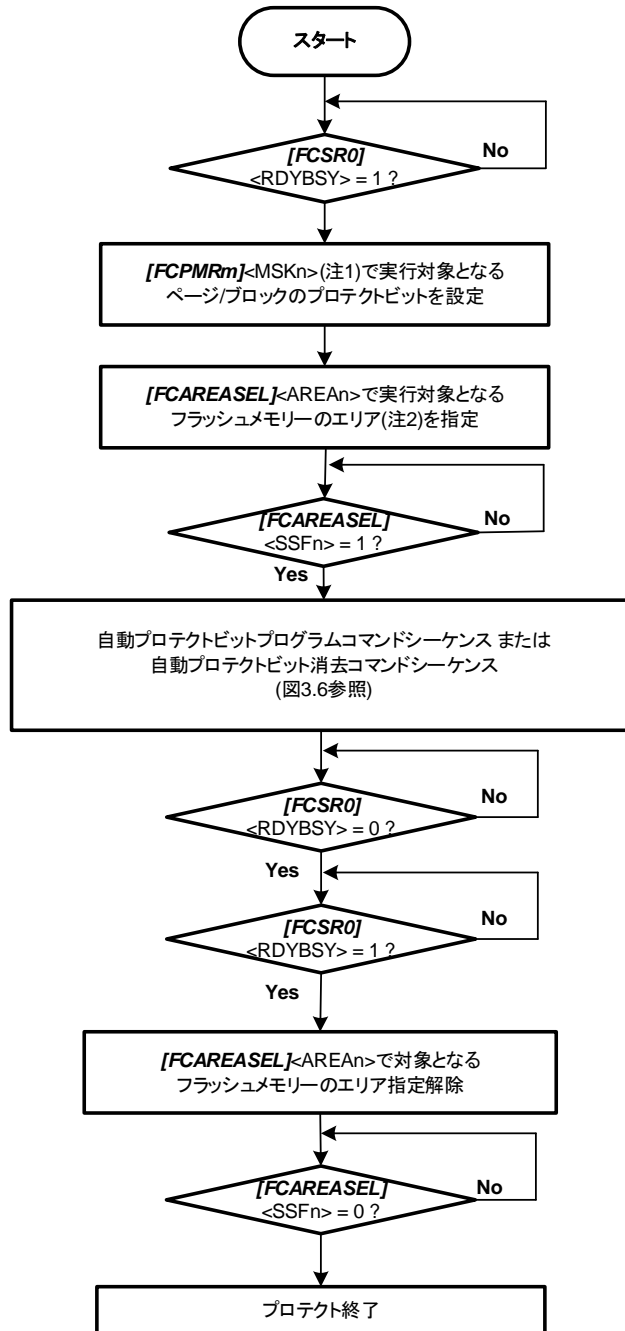 スタート
[FCSR0]
<RDYBSY> = 1 ?
No
[FCPMRm]<MSKn>(注1)で実行対象となる
ページ/ブロックのプロテクトビットを設定
[FCAREASEL]<AREAn>で実行対象となる
フラッシュメモリーのエリア(注2)を指定
[FCAREASEL]
<SSFn> = 1 ?
No
Yes
自動プロテクトビットプログラムコマンドシーケンス または
自動プロテクトビット消去コマンドシーケンス
(図3.6参照)
[FCSR0]
<RDYBSY> = 0 ?
No
Yes
[FCSR0]
<RDYBSY> = 1 ?
No
Yes
[FCAREASEL]<AREAn>で対象となる
フラッシュメモリーのエリア指定解除
[FCAREASEL]
<SSFn> = 0 ?
No
プロテクト終了